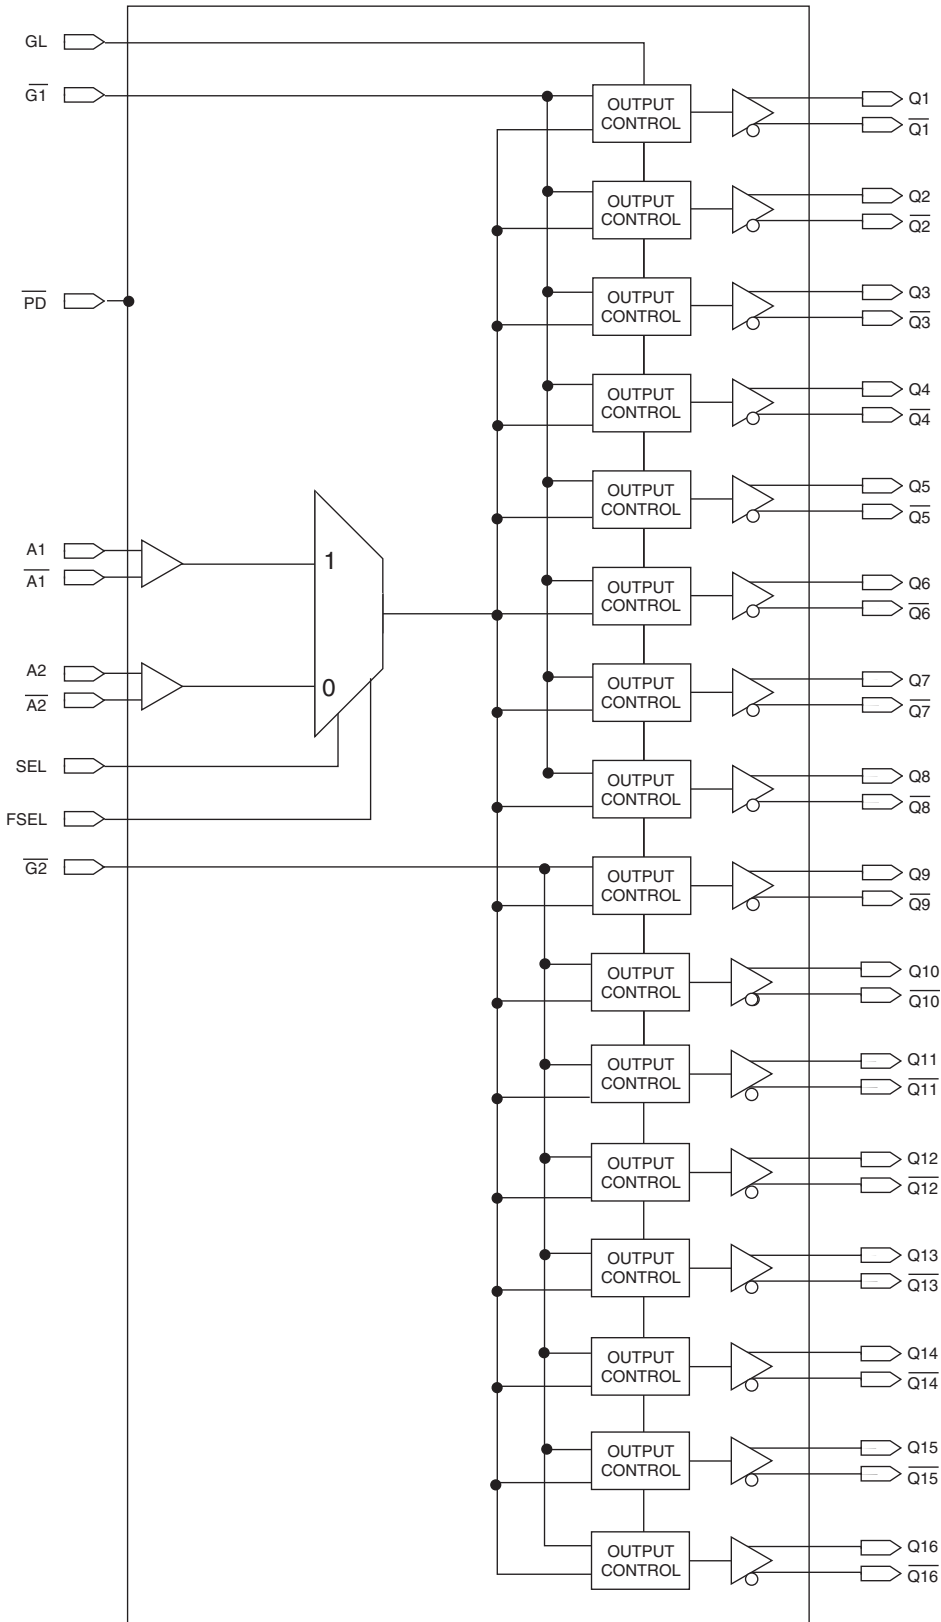 GL
G1
PD
A1
A1
A2
A2
SEL
FSEL
G2
1
0
OUTPUT
CONTROL
Q1
Q1
OUTPUT
CONTROL
Q2
Q2
OUTPUT
CONTROL
Q3
Q3
OUTPUT
CONTROL
Q4
Q4
OUTPUT
CONTROL
Q5
Q5
OUTPUT
CONTROL
Q6
Q6
OUTPUT
CONTROL
Q7
Q7
OUTPUT
CONTROL
Q8
Q8
OUTPUT
CONTROL
Q9
Q9
OUTPUT
CONTROL
Q10
Q10
OUTPUT
CONTROL
Q11
Q11
OUTPUT
CONTROL
Q12
Q12
OUTPUT
CONTROL
Q13
Q13
OUTPUT
CONTROL
Q14
Q14
OUTPUT
CONTROL
Q15
Q15
OUTPUT
CONTROL
Q16
Q16